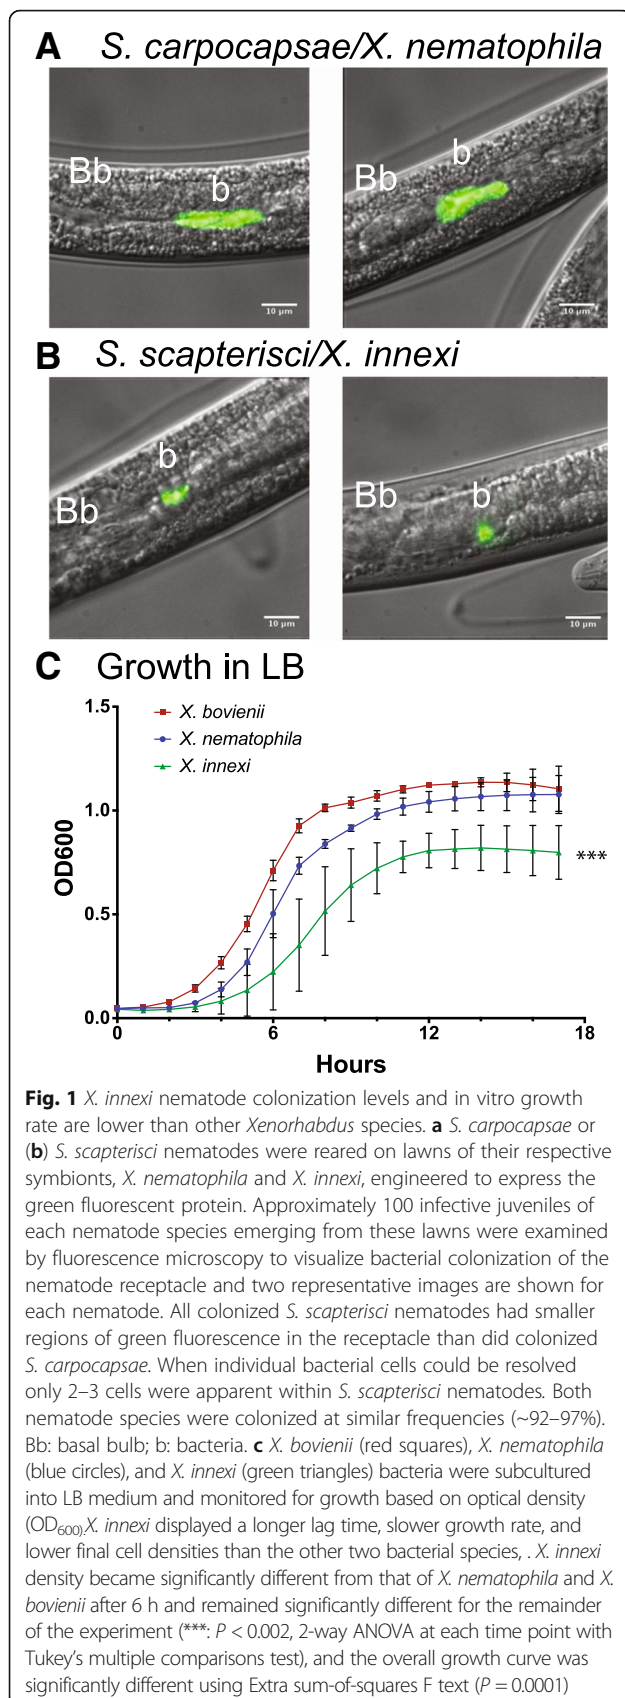 A S. carpocapsae/X. nematophila
Bb b
10 µm
Bb b
10 µm
B S. scapterisci/X. innexi
Bb b
10 µm
Bb b
10 µm
C Growth in LB
1.5
1.0
0.5
0.0
OD600
X. bovienii
X. nematophila
X. innexi
***
0 6 12 18
Hours
Fig. 1 X. innexi nematode colonization levels and in vitro growth
rate are lower than other Xenorhabdus species. a S. carpocapsae or
(b) S. scapterisci nematodes were reared on lawns of their respective
symbionts, X. nematophila and X. innexi, engineered to express the
green fluorescent protein. Approximately 100 infective juveniles of
each nematode species emerging from these lawns were examined
by fluorescence microscopy to visualize bacterial colonization of the
nematode receptacle and two representative images are shown for
each nematode. All colonized S. scapterisci nematodes had smaller
regions of green fluorescence in the receptacle than did colonized
S. carpocapsae. When individual bacterial cells could be resolved
only 2–3 cells were apparent within S. scapterisci nematodes. Both
nematode species were colonized at similar frequencies (~92–97%).
Bb: basal bulb; b: bacteria. c X. bovienii (red squares), X. nematophila
(blue circles), and X. innexi (green triangles) bacteria were subcultured
into LB medium and monitored for growth based on optical density
(OD600).X. innexi displayed a longer lag time, slower growth rate, and
lower final cell densities than the other two bacterial species, . X. innexi
density became significantly different from that of X. nematophila and X.
bovienii after 6 h and remained significantly different for the remainder
of the experiment (***: P < 0.002, 2-way ANOVA at each time point with
Tukey's multiple comparisons test), and the overall growth curve was
significantly different using Extra sum-of-squares F text (P = 0.0001)